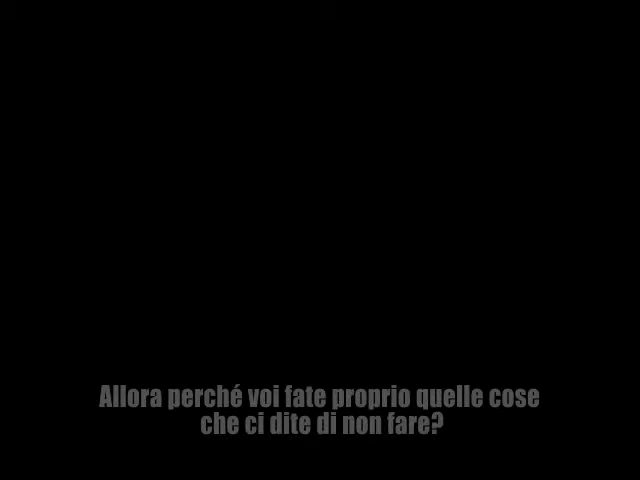 Allora perché voi fate proprio quelle cose
che ci dite di non fare?